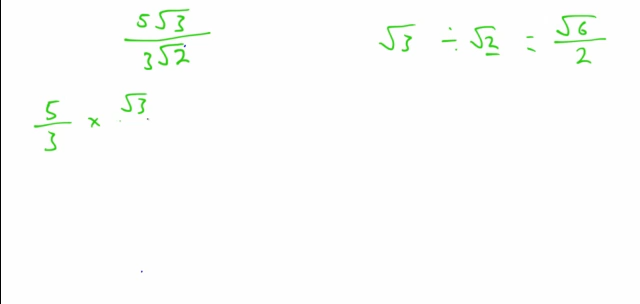 5√3 / 3√2
√3 ÷ √2 = √6 / 2
5 / 3 × √3